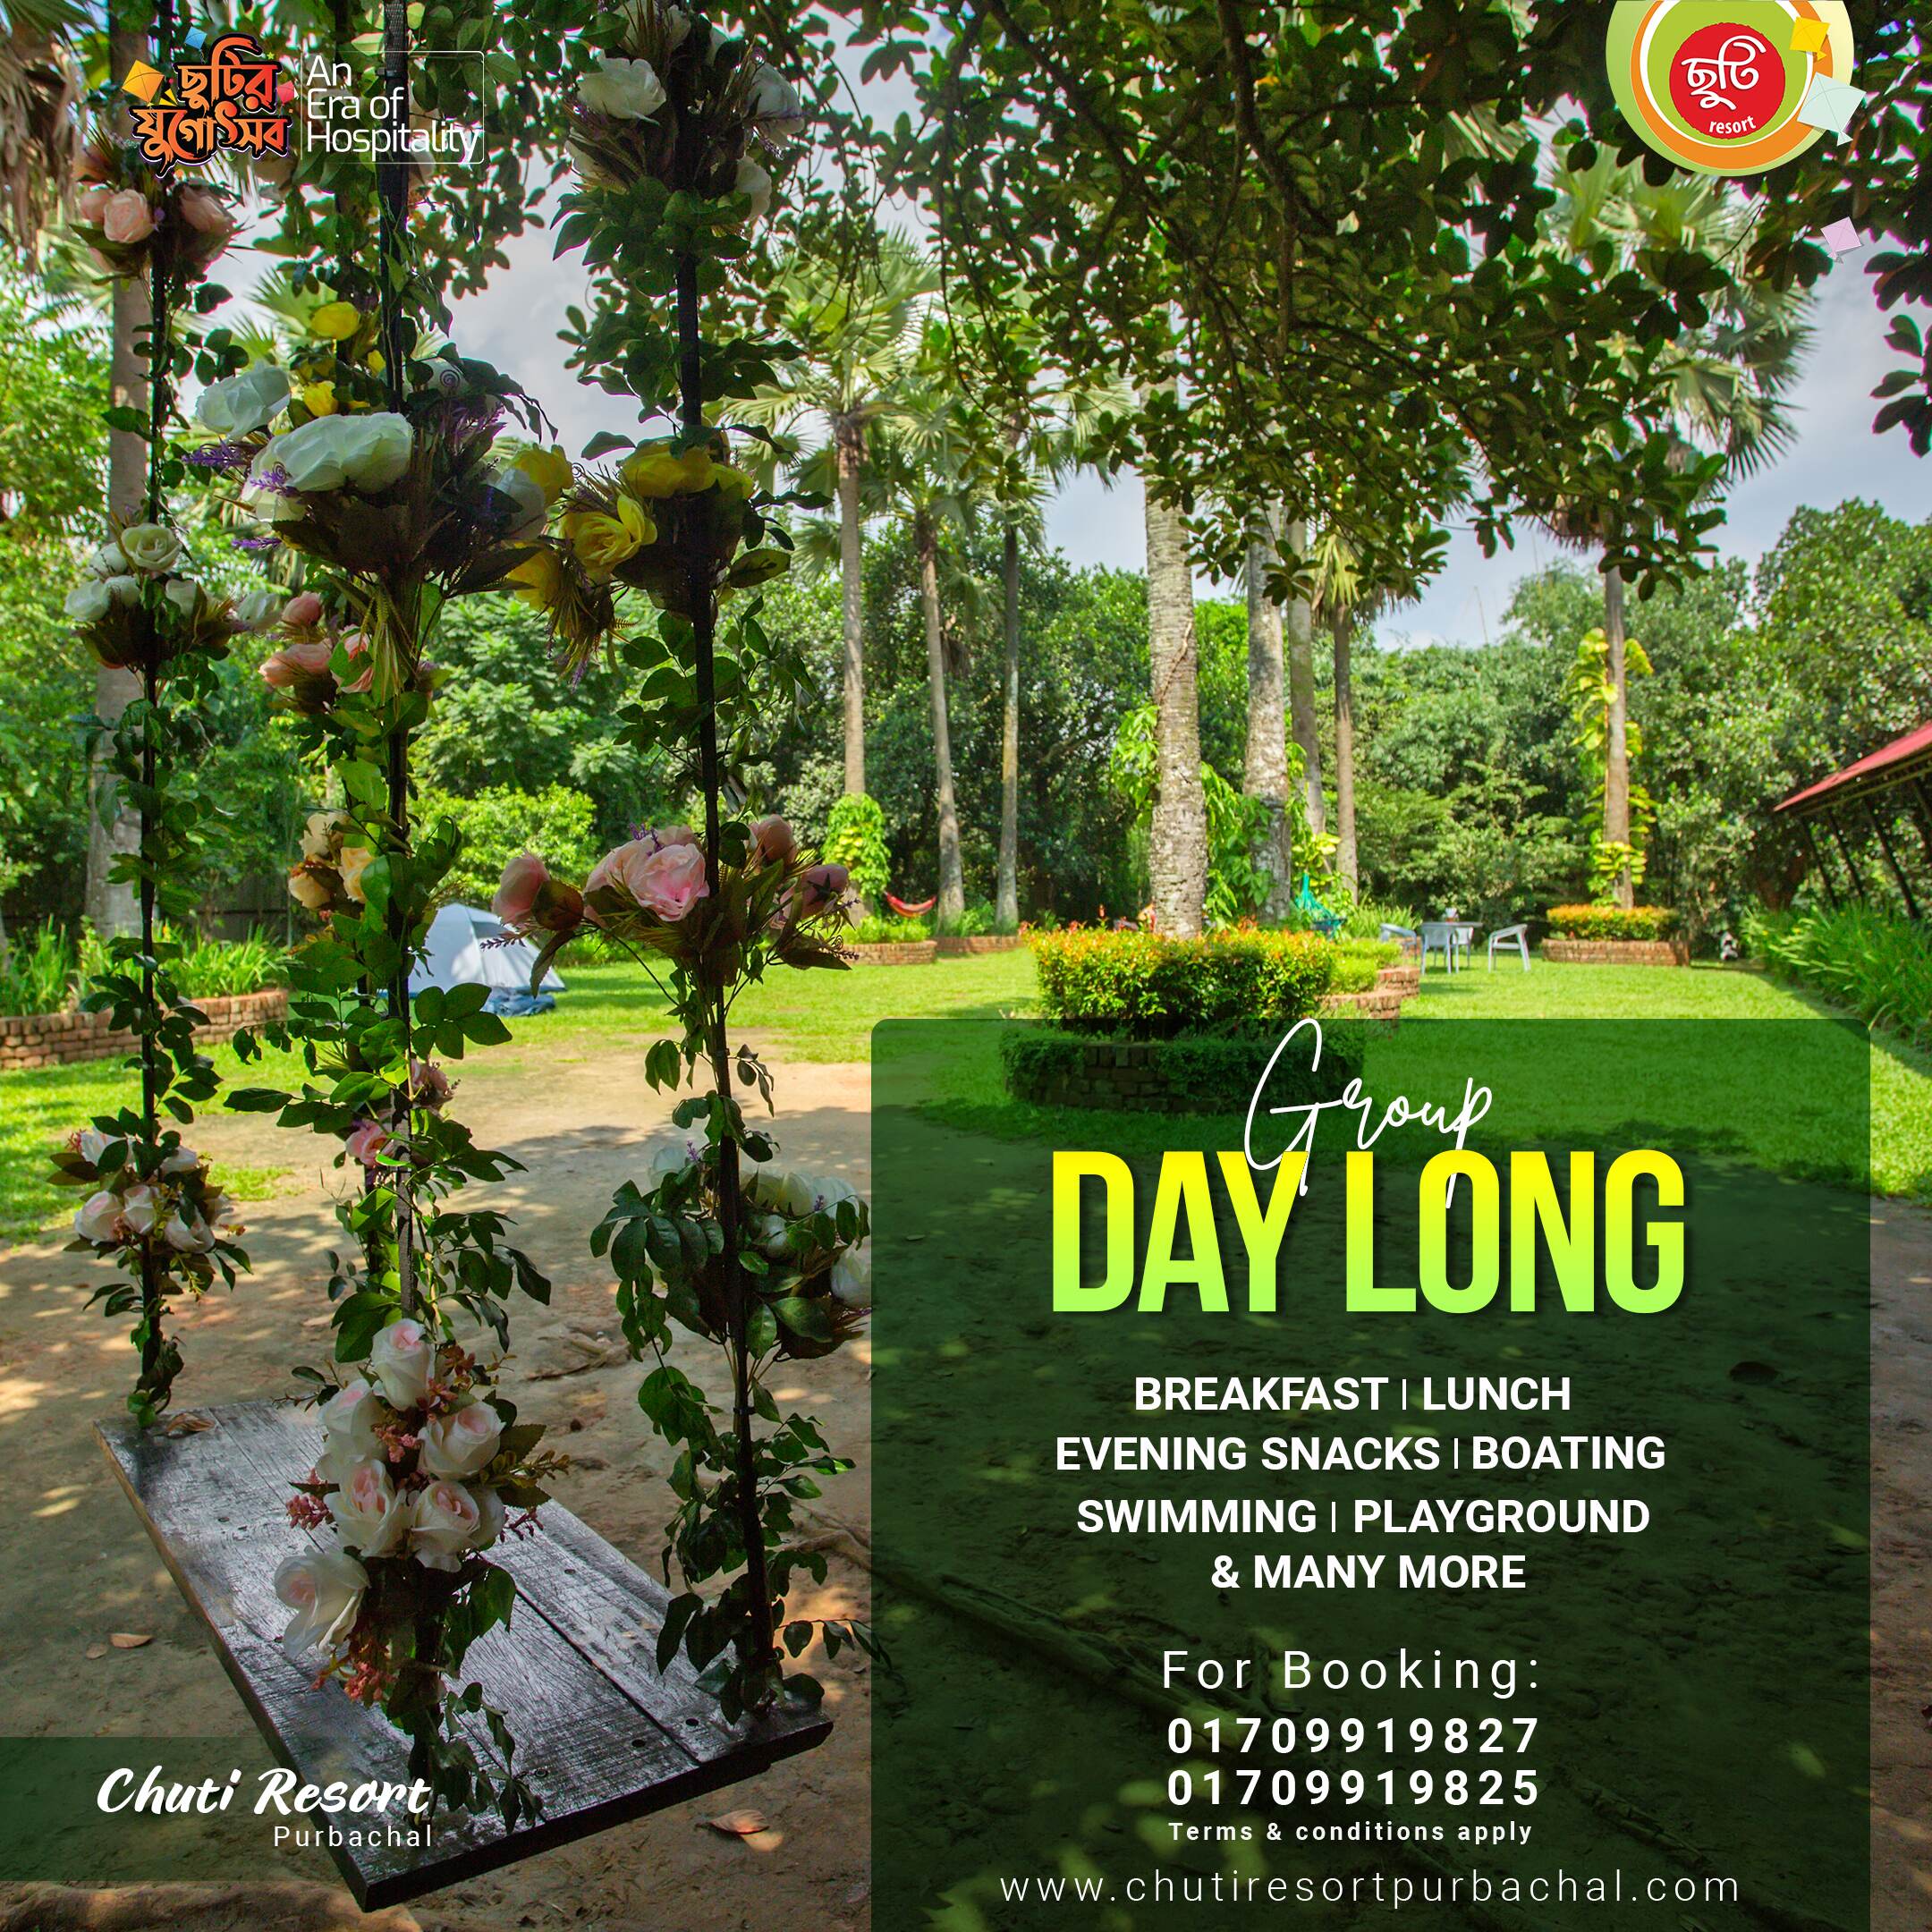 ছুটির
যুগোৎসব
An
Era of
Hospitality
ছুটি
resort
Group
DAY LONG
BREAKFAST | LUNCH
EVENING SNACKS | BOATING
SWIMMING | PLAYGROUND
& MANY MORE
For Booking:
01709919827
01709919825
Terms & conditions apply
www.chutiresortpurbachal.com
Chuti Resort
Purbachal